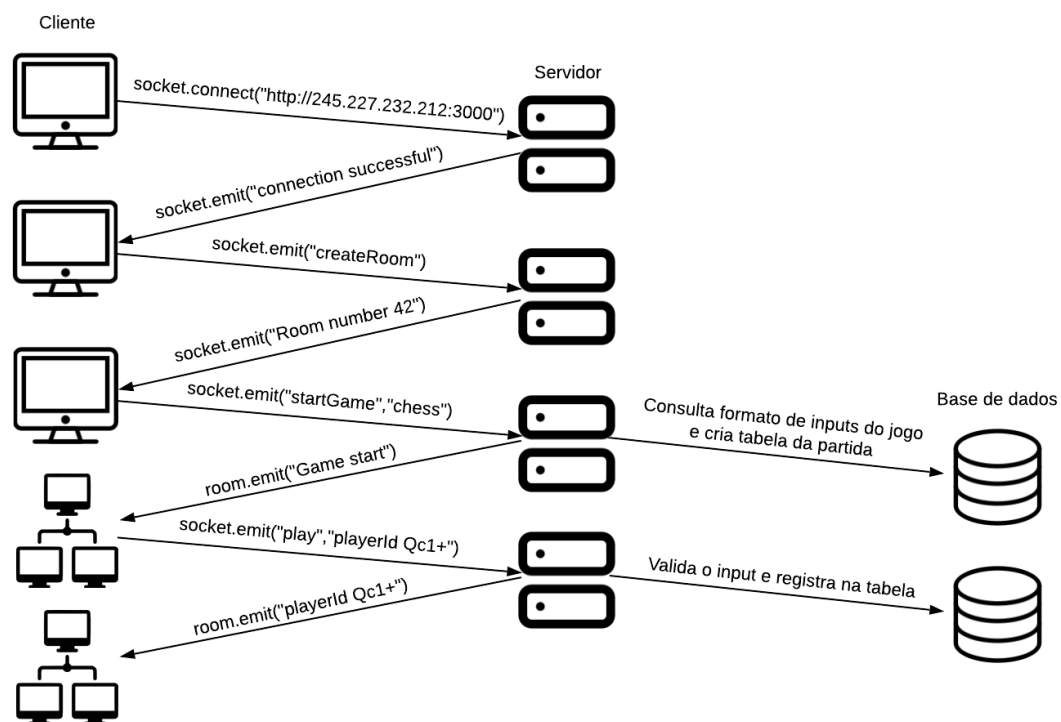 Cliente
Servidor
socket.connect("http://245.227.232.212:3000")
socket.emit("connection successful")
socket.emit("createRoom")
socket.emit("Room number 42")
socket.emit("startGame","chess")
Consulta formato de inputs do jogo
e cria tabela da partida
Base de dados
room.emit("Game start")
socket.emit("play","playerId Qc1+")
Valida o input e registra na tabela
room.emit("playerId Qc1+")